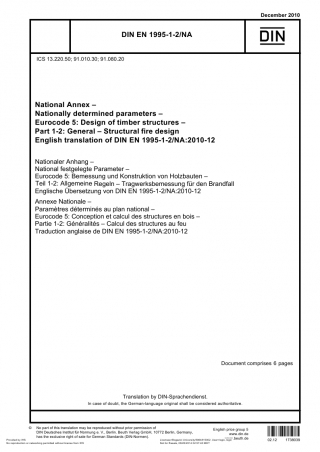 December 2010
DIN EN 1995-1-2/NA
DIN
ICS 13.220.50; 91.010.30; 91.080.20
National Annex –
Nationally determined parameters –
Eurocode 5: Design of timber structures –
Part 1-2: General – Structural fire design
English translation of DIN EN 1995-1-2/NA:2010-12
Nationaler Anhang –
National festgelegte Parameter –
Eurocode 5: Bemessung und Konstruktion von Holzbauten –
Teil 1-2: Allgemeine Regeln – Tragwerksbemessung für den Brandfall
Englische Übersetzung von DIN EN 1995-1-2/NA:2010-12
Annexe Nationale –
Paramètres déterminés au plan national –
Eurocode 5: Conception et calcul des structures en bois –
Partie 1-2: Généralités – Calcul des structures au feu
Traduction anglaise de DIN EN 1995-1-2/NA:2010-12
Document comprises 6 pages
Translation by DIN-Sprachendienst.
In case of doubt, the German-language original shall be considered authoritative.
© No part of this translation may be reproduced without prior permission of
DIN Deutsches Institut für Normung e. V., Berlin. Beuth Verlag GmbH, 10772 Berlin, Germany,
has the exclusive right of sale for German Standards (DIN-Normen).
English price group 5
www.din.de
www.beuth.de
02.12